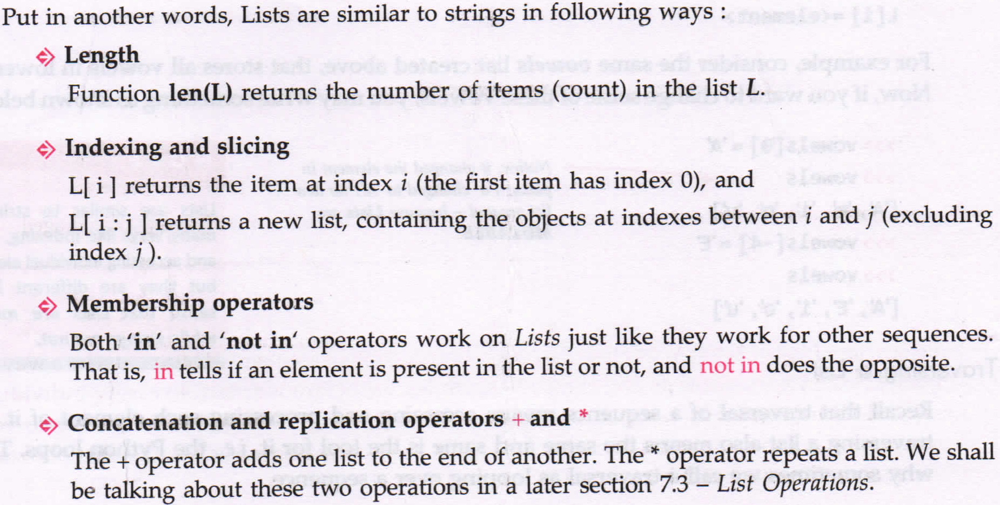 Put in another words, Lists are similar to strings in following ways :
Length
Function len(L) returns the number of items (count) in the list L.
Indexing and slicing
L[ i ] returns the item at index i (the first item has index 0), and
L[ i : j ] returns a new list, containing the objects at indexes between i and j (excluding
index j ).
Membership operators
Both 'in' and 'not in' operators work on Lists just like they work for other sequences.
That is, in tells if an element is present in the list or not, and not in does the opposite.
Concatenation and replication operators + and *
The + operator adds one list to the end of another. The * operator repeats a list. We shall
be talking about these two operations in a later section 7.3 – List Operations.